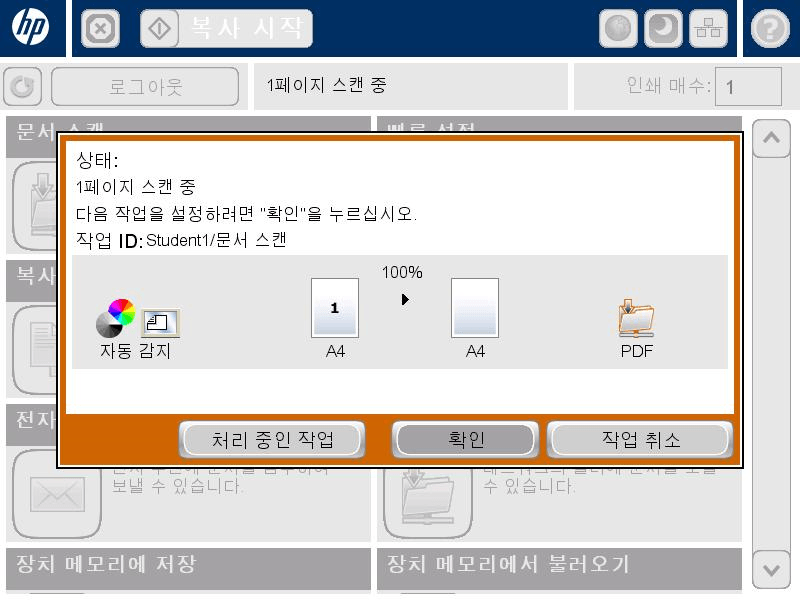 hp
복사 시작
로그아웃
1페이지 스캔 중
인쇄 매수: 1
문서 스캔
빠른 설정
상태:
1페이지 스캔 중
다음 작업을 설정하려면 "확인"을 누르십시오.
작업 ID: Student1/문서 스캔
100%
1
자동 감지
A4
A4
PDF
처리 중인 작업
확인
작업 취소
복사
전자
보낼 수 있습니다.
수 있습니다.
장치 메모리에 저장
장치 메모리에서 불러오기